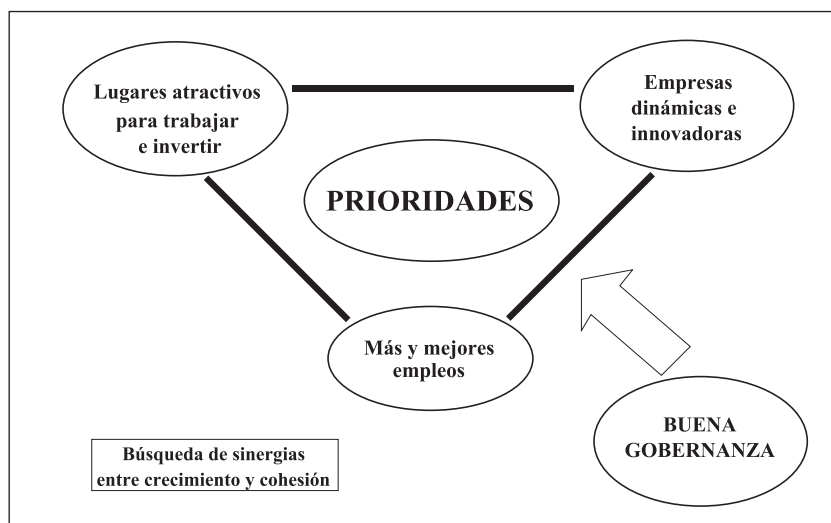 Lugares atractivos
para trabajar
e invertir
Empresas
dinámicas e
innovadoras
PRIORIDADES
Más y mejores
empleos
BUENA
GOBERNANZA
Búsqueda de sinergias
entre crecimiento y cohesión